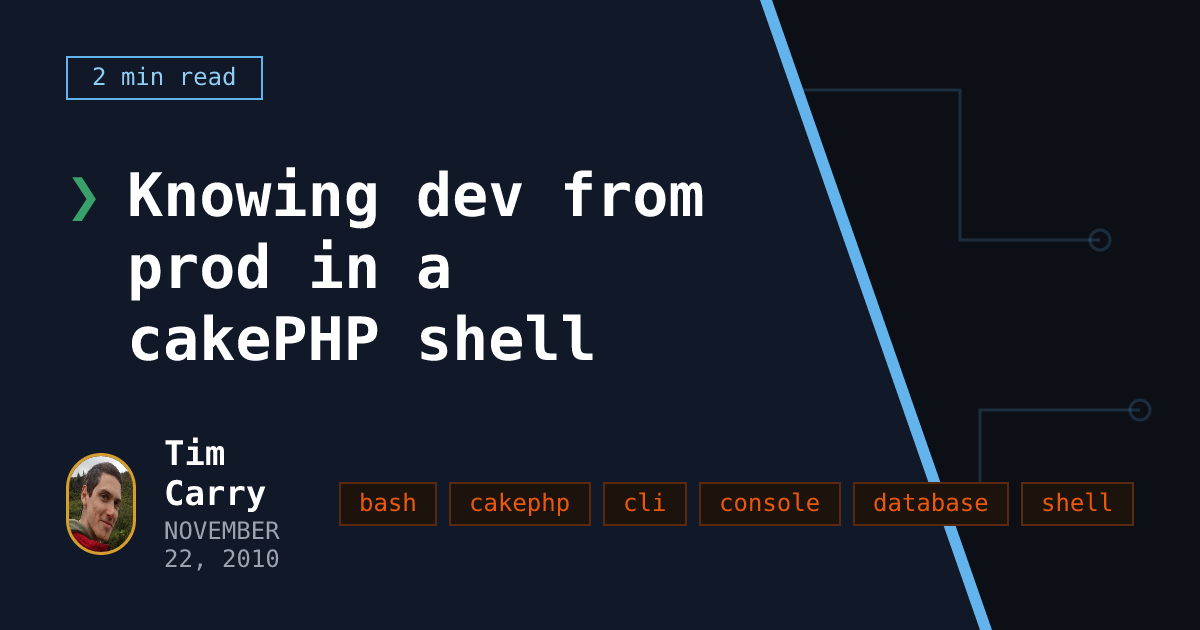 2 min read
❯ Knowing dev from
prod in a
cakePHP shell
Tim
Carry
NOVEMBER
22, 2010
bash cakephp cli console database shell